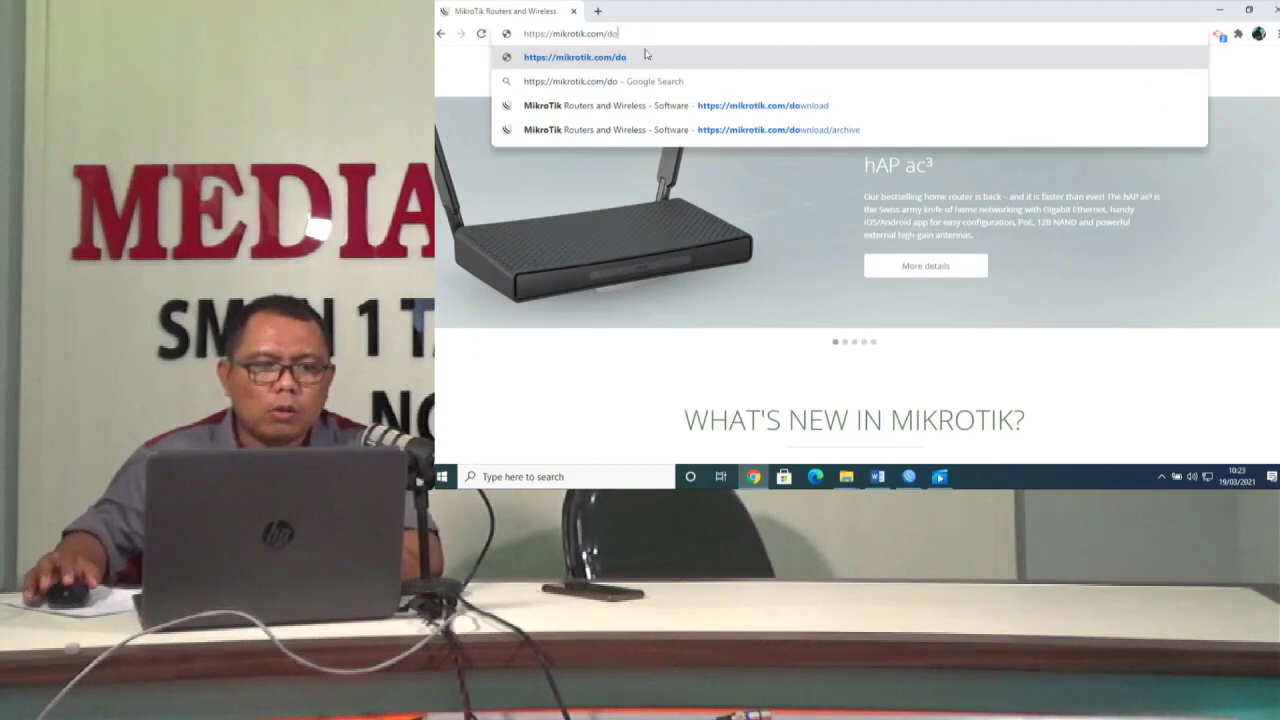 MEDIA
SM N 1 T
NG
MikroTik Routers and Wireless
https://mikrotik.com/do
https://mikrotik.com/do
https://mikrotik.com/do - Google Search
MikroTik Routers and Wireless - Software - https://mikrotik.com/download
MikroTik Routers and Wireless - Software - https://mikrotik.com/download/archive
hAP ac³
Our bestselling home router is back - and it is faster than ever! The hAP ac³ is
the Swiss army knife of home networking with Gigabit Ethernet, handy
iOS/Android app for easy configuration, PoE, 128 NAND and powerful
external high-gain antennas.
More details
WHAT'S NEW IN MIKROTIK?
Type here to search
10:23
19/03/2021
hp